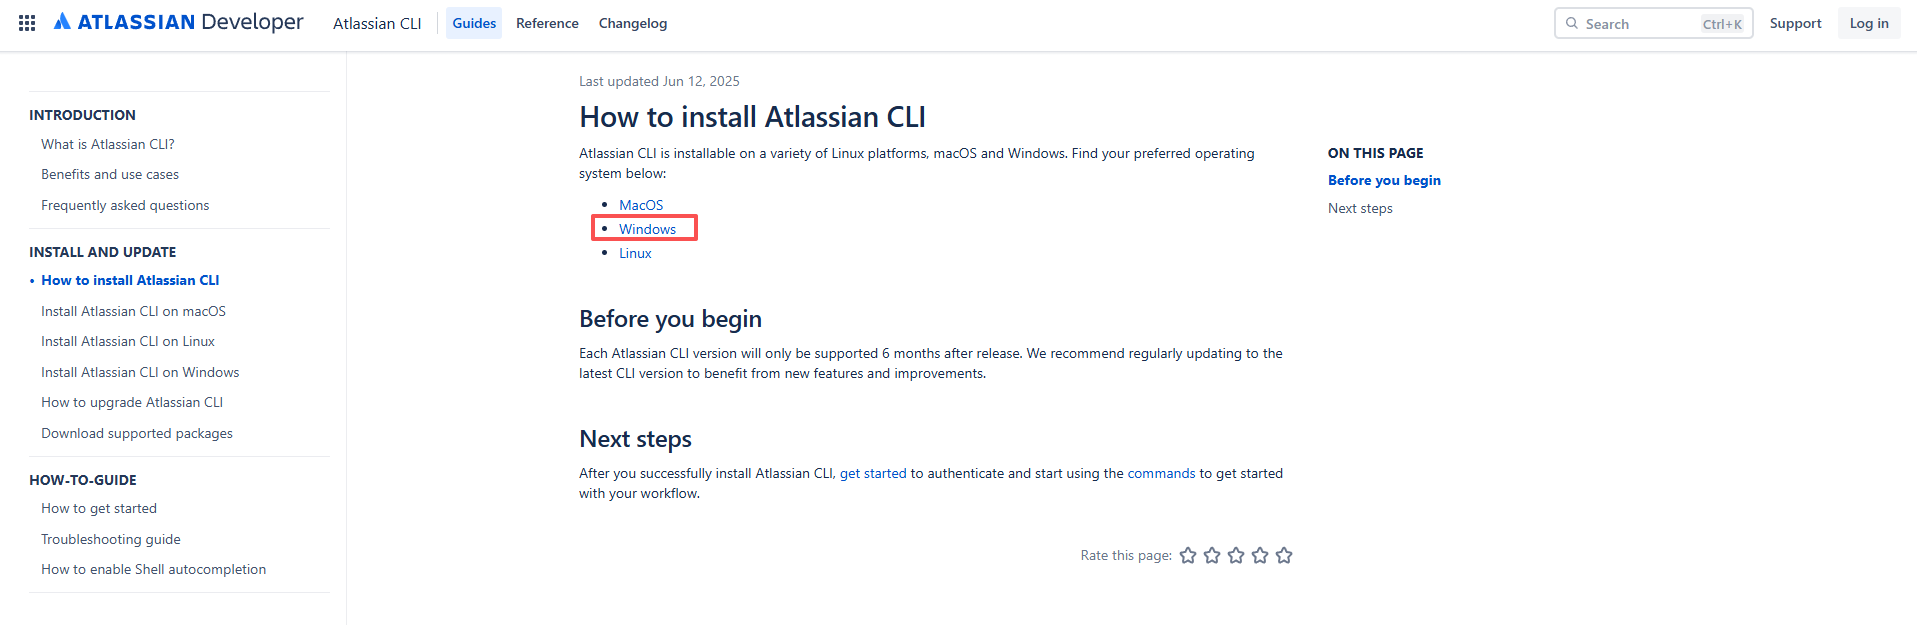 ATLASSIAN Developer
Atlassian CLI
Guides
Reference
Changelog
Search
Ctrl+K
Support
Log in
INTRODUCTION
What is Atlassian CLI?
Benefits and use cases
Frequently asked questions
INSTALL AND UPDATE
How to install Atlassian CLI
Install Atlassian CLI on macOS
Install Atlassian CLI on Linux
Install Atlassian CLI on Windows
How to upgrade Atlassian CLI
Download supported packages
HOW-TO-GUIDE
How to get started
Troubleshooting guide
How to enable Shell autocompletion
Last updated Jun 12, 2025
How to install Atlassian CLI
Atlassian CLI is installable on a variety of Linux platforms, macOS and Windows. Find your preferred operating
system below:
MacOS
Windows
Linux
Before you begin
Each Atlassian CLI version will only be supported 6 months after release. We recommend regularly updating to the
latest CLI version to benefit from new features and improvements.
Next steps
After you successfully install Atlassian CLI, get started to authenticate and start using the commands to get started
with your workflow.
Rate this page:
ON THIS PAGE
Before you begin
Next steps